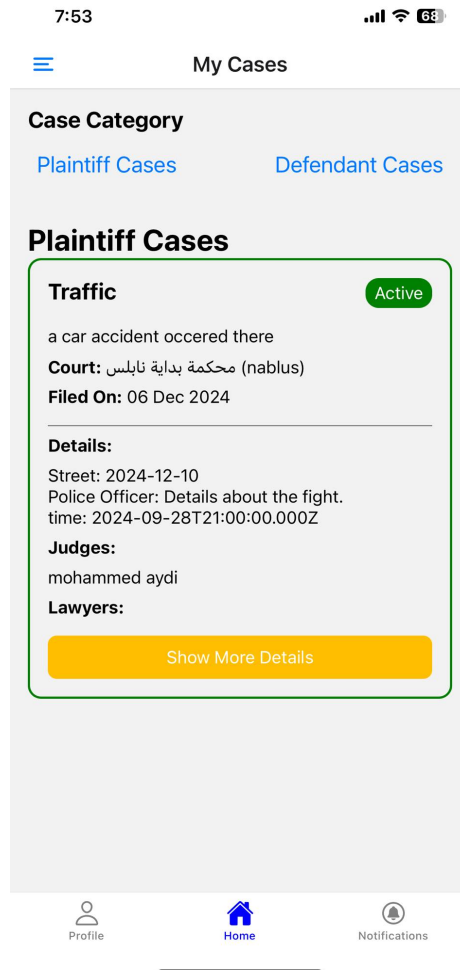 7:53
68
My Cases
Case Category
Plaintiff Cases
Defendant Cases
Plaintiff Cases
Traffic
Active
a car accident occered there
Court: محكمة بداية نابلس (nablus)
Filed On: 06 Dec 2024
Details:
Street: 2024-12-10
Police Officer: Details about the fight.
time: 2024-09-28T21:00:00.000Z
Judges:
mohammed aydi
Lawyers:
Show More Details
Profile
Home
Notifications